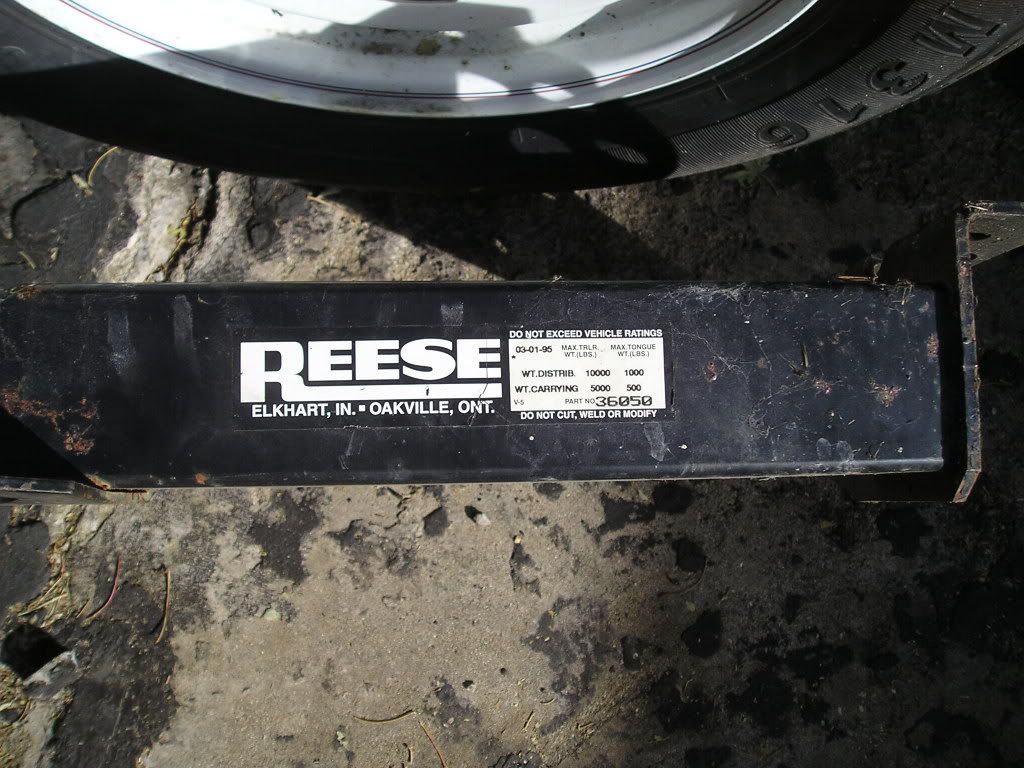 M376
REESE
ELKHART, IN. ▪ OAKVILLE, ONT.
DO NOT EXCEED VEHICLE RATINGS
03-01-95 MAX.TRLR. WT.(LBS.) MAX.TONGUE WT.(LBS.)
*
WT.DISTRIB. 10000 1000
WT.CARRYING 5000 500
V-5 PART NO 36050
DO NOT CUT, WELD OR MODIFY